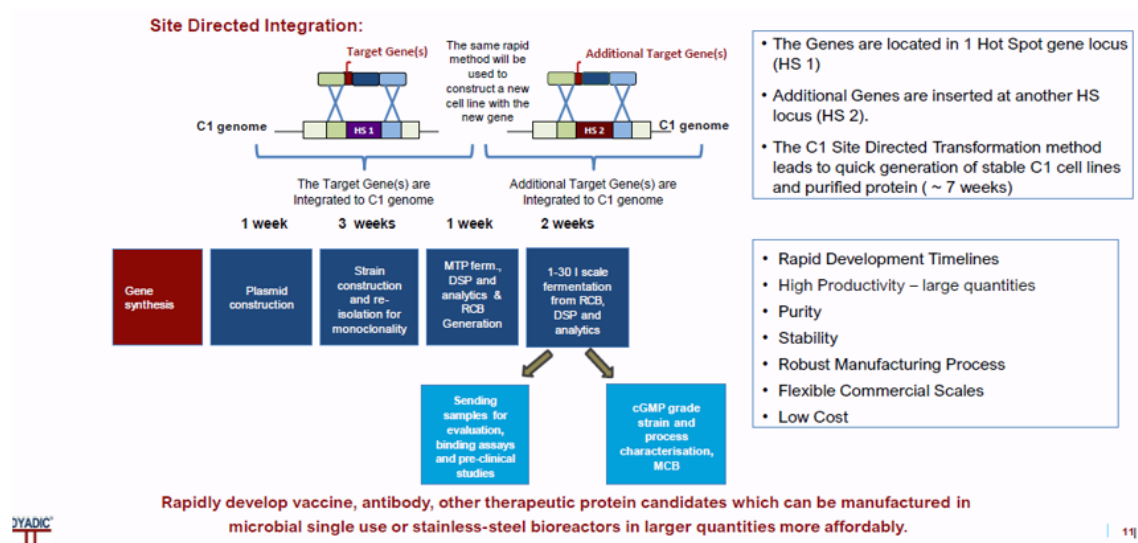 Site Directed Integration:
Target Gene(s)
The same rapid
method will be
used to
construct a new
cell line with the
new gene
Additional Target Gene(s)
C1 genome
HS 1
HS 2
C1 genome
The Target Gene(s) are
Integrated to C1 genome
Additional Target Gene(s) are
Integrated to C1 genome
1 week
3 weeks
1 week
2 weeks
Gene
synthesis
Plasmid
construction
Strain
construction
and re-
isolation for
monoclonality
MTP ferm.,
DSP and
analytics &
RCB
Generation
1-30 l scale
fermentation
from RCB,
DSP and
analytics
Sending
samples for
evaluation,
binding assays
and pre-clinical
studies
cGMP grade
strain and
process
characterisation,
MCB
• The Genes are located in 1 Hot Spot gene locus
(HS 1)
• Additional Genes are inserted at another HS
locus (HS 2).
• The C1 Site Directed Transformation method
leads to quick generation of stable C1 cell lines
and purified protein ( ~ 7 weeks)
• Rapid Development Timelines
• High Productivity – large quantities
• Purity
• Stability
• Robust Manufacturing Process
• Flexible Commercial Scales
• Low Cost
Rapidly develop vaccine, antibody, other therapeutic protein candidates which can be manufactured in
microbial single use or stainless-steel bioreactors in larger quantities more affordably.
DYADIC
11